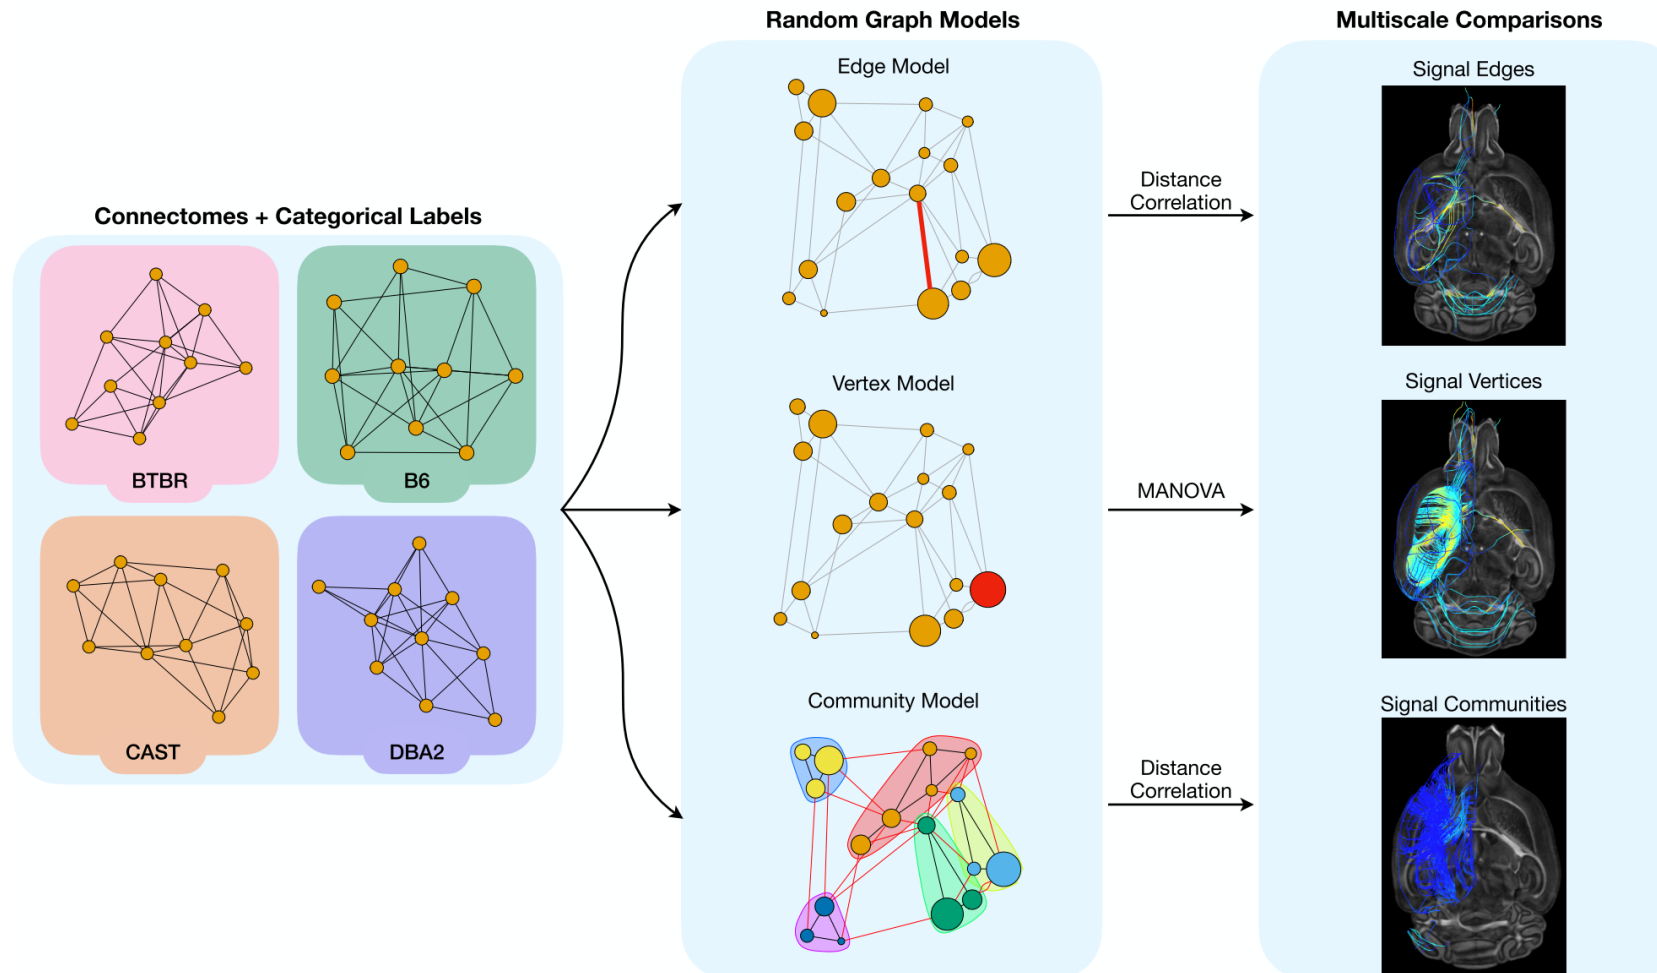 Connectomes + Categorical Labels
BTBR
B6
CAST
DBA2
Random Graph Models
Edge Model
Vertex Model
Community Model
Distance
Correlation
MANOVA
Distance
Correlation
Multiscale Comparisons
Signal Edges
Signal Vertices
Signal Communities